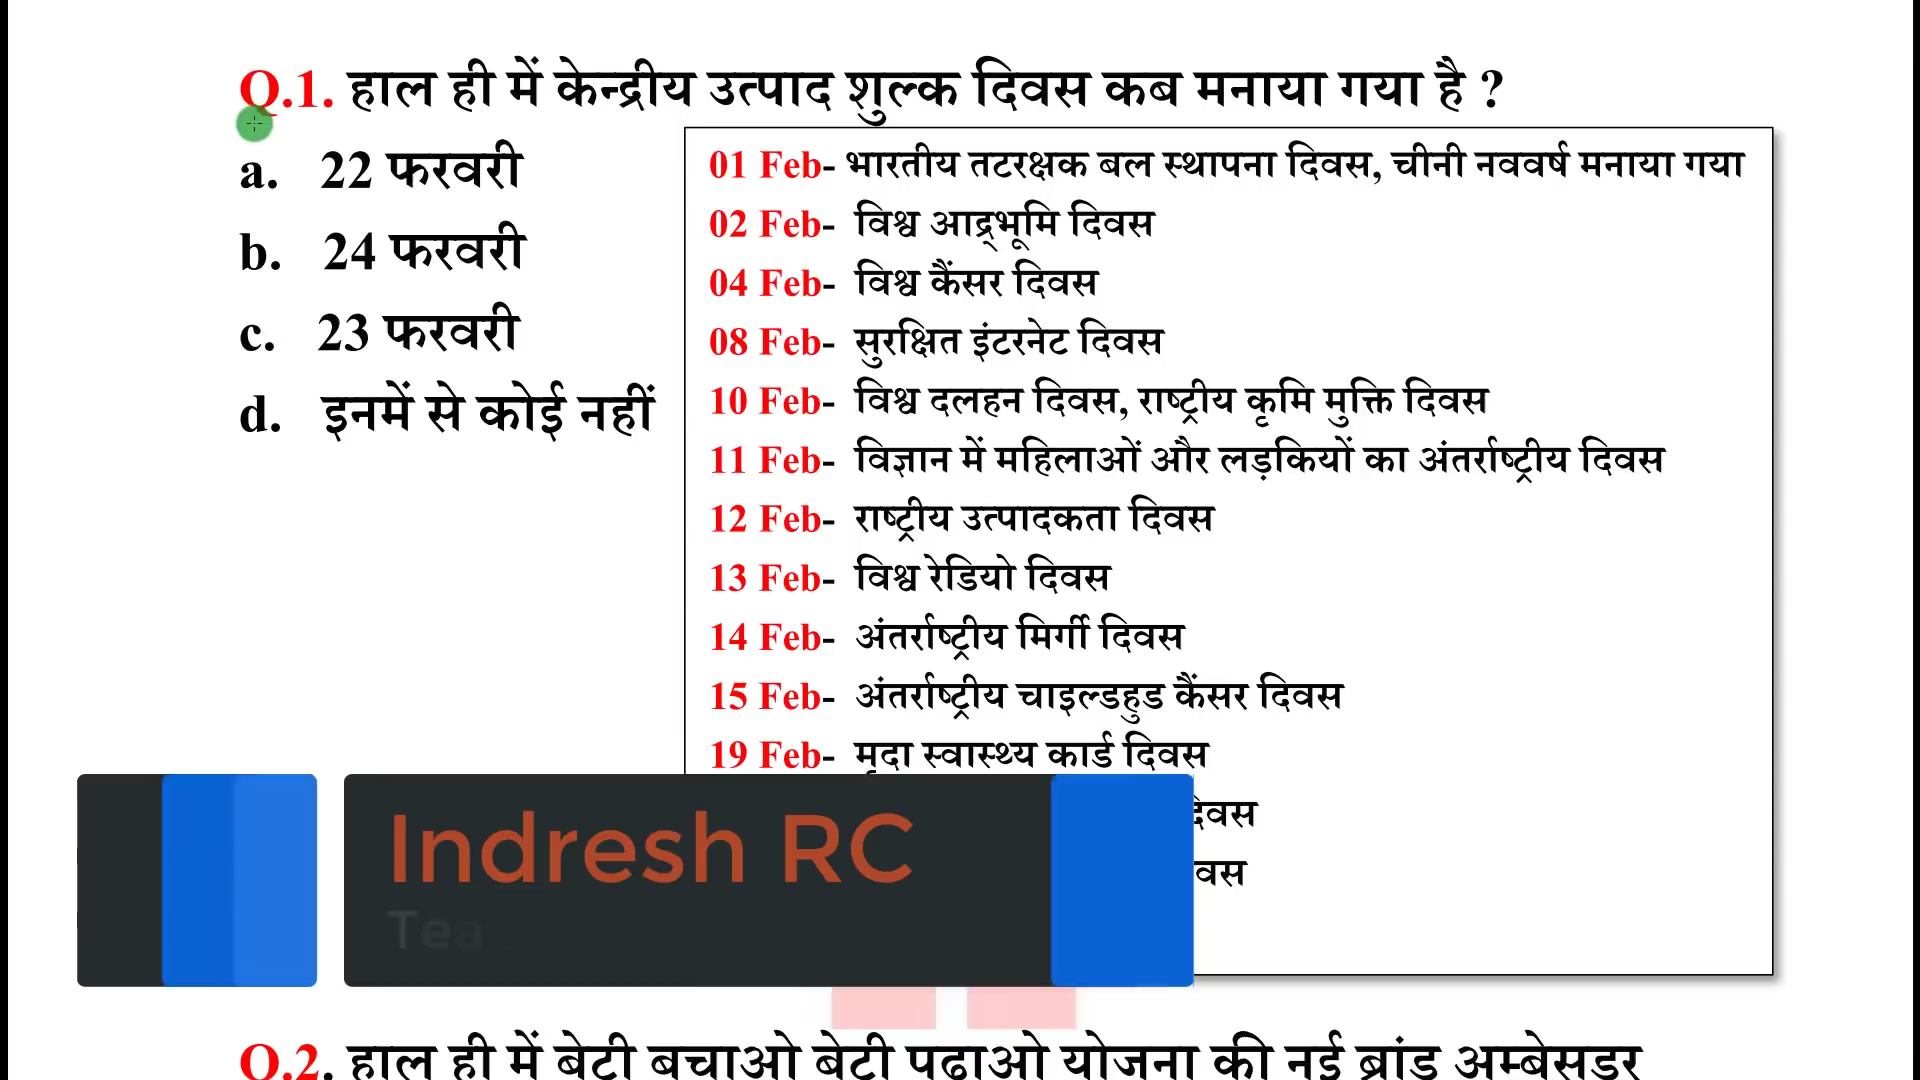 Q.1. हाल ही में केन्द्रीय उत्पाद शुल्क दिवस कब मनाया गया है ?
a. 22 फरवरी
b. 24 फरवरी
c. 23 फरवरी
d. इनमें से कोई नहीं
01 Feb- भारतीय तटरक्षक बल स्थापना दिवस, चीनी नववर्ष मनाया गया
02 Feb- विश्व आद्र्भूमि दिवस
04 Feb- विश्व कैंसर दिवस
08 Feb- सुरक्षित इंटरनेट दिवस
10 Feb- विश्व दलहन दिवस, राष्ट्रीय कृमि मुक्ति दिवस
11 Feb- विज्ञान में महिलाओं और लड़कियों का अंतर्राष्ट्रीय दिवस
12 Feb- राष्ट्रीय उत्पादकता दिवस
13 Feb- विश्व रेडियो दिवस
14 Feb- अंतर्राष्ट्रीय मिर्गी दिवस
15 Feb- अंतर्राष्ट्रीय चाइल्डहुड कैंसर दिवस
19 Feb- मृदा स्वास्थ्य कार्ड दिवस
दिवस
Indresh RC
Tea
Q.2. हाल ही में बेटी बचाओ बेटी पढ़ाओ योजना की नई ब्रांड अम्बेसडर